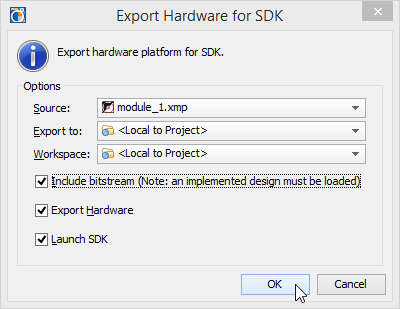 Export Hardware for SDK
Export hardware platform for SDK.
Options
Source: module_1.xmp
Export to: <Local to Project>
Workspace: <Local to Project>
Include bitstream (Note: an implemented design must be loaded)
Export Hardware
Launch SDK
OK Cancel